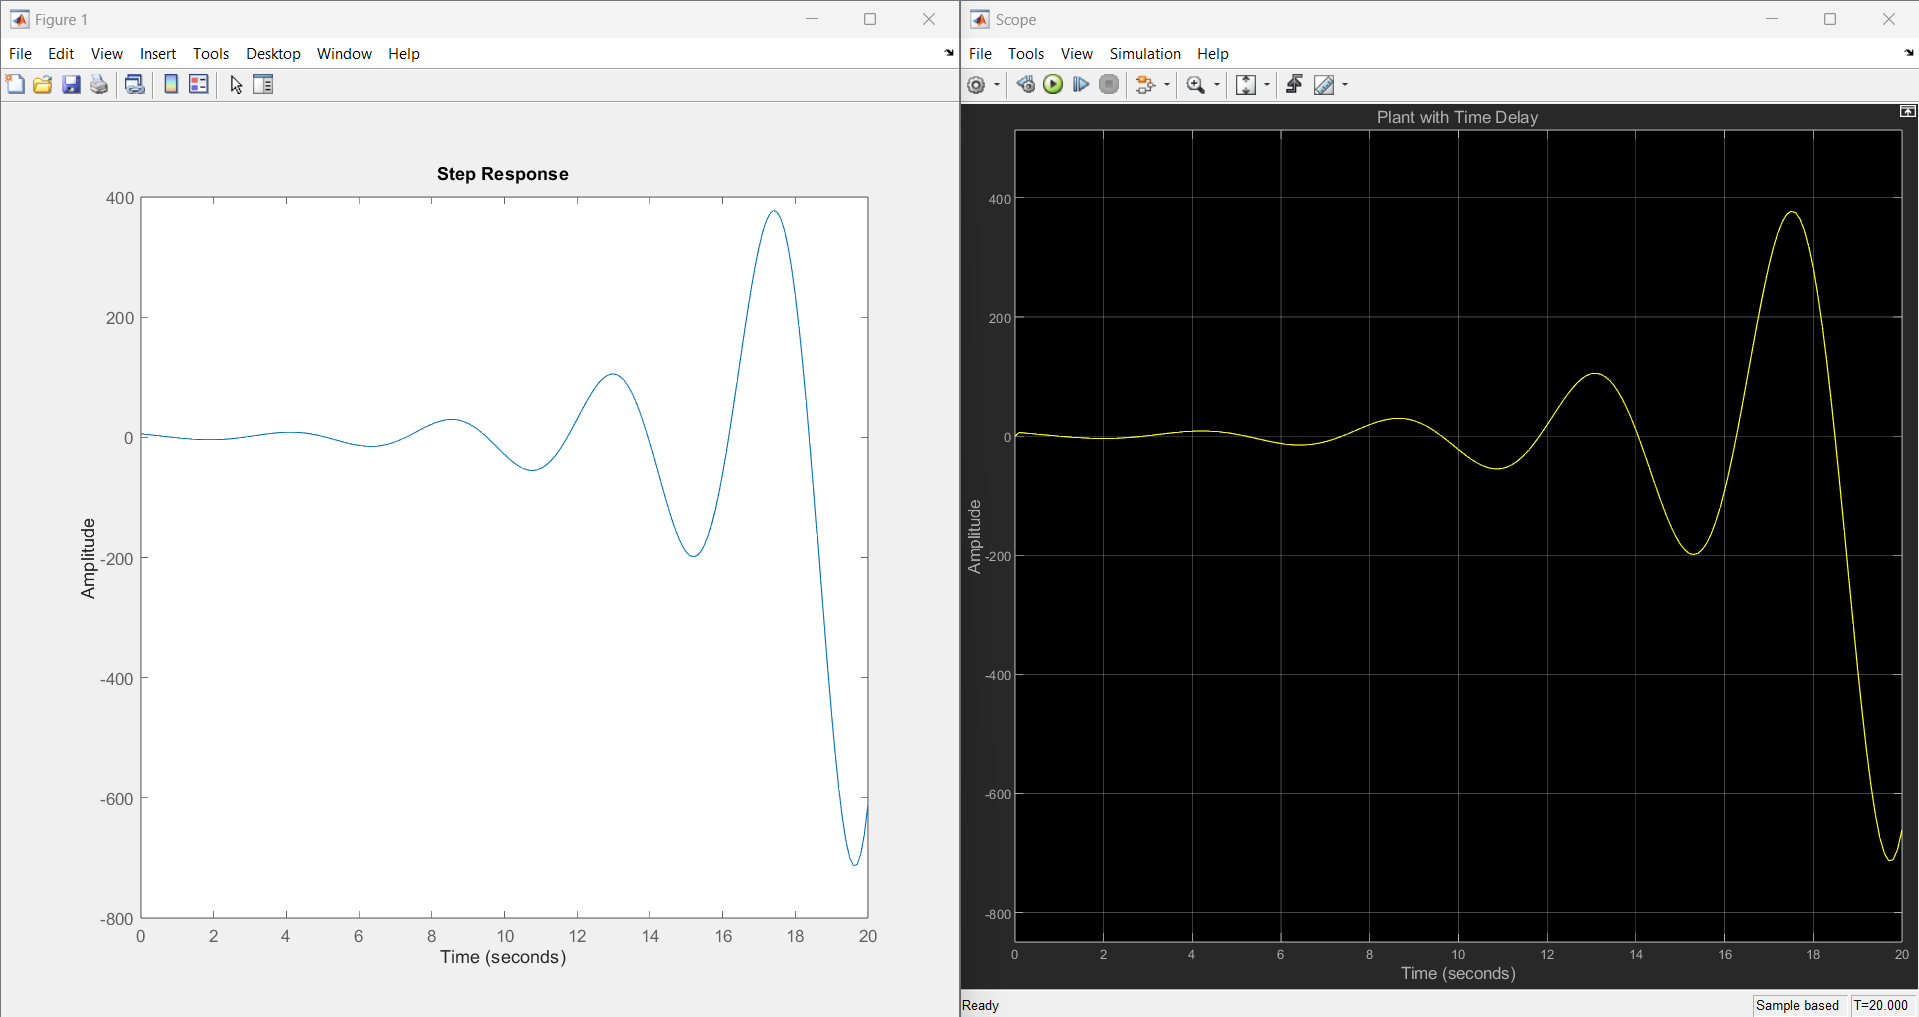 Figure 1
File Edit View Insert Tools Desktop Window Help
Step Response
400
200
0
-200
-400
-600
-800
Amplitude
0 2 4 6 8 10 12 14 16 18 20
Time (seconds)
Scope
File Tools View Simulation Help
Plant with Time Delay
400
200
0
-200
-400
-600
-800
Amplitude
0 2 4 6 8 10 12 14 16 18 20
Time (seconds)
Ready
Sample based T=20.000